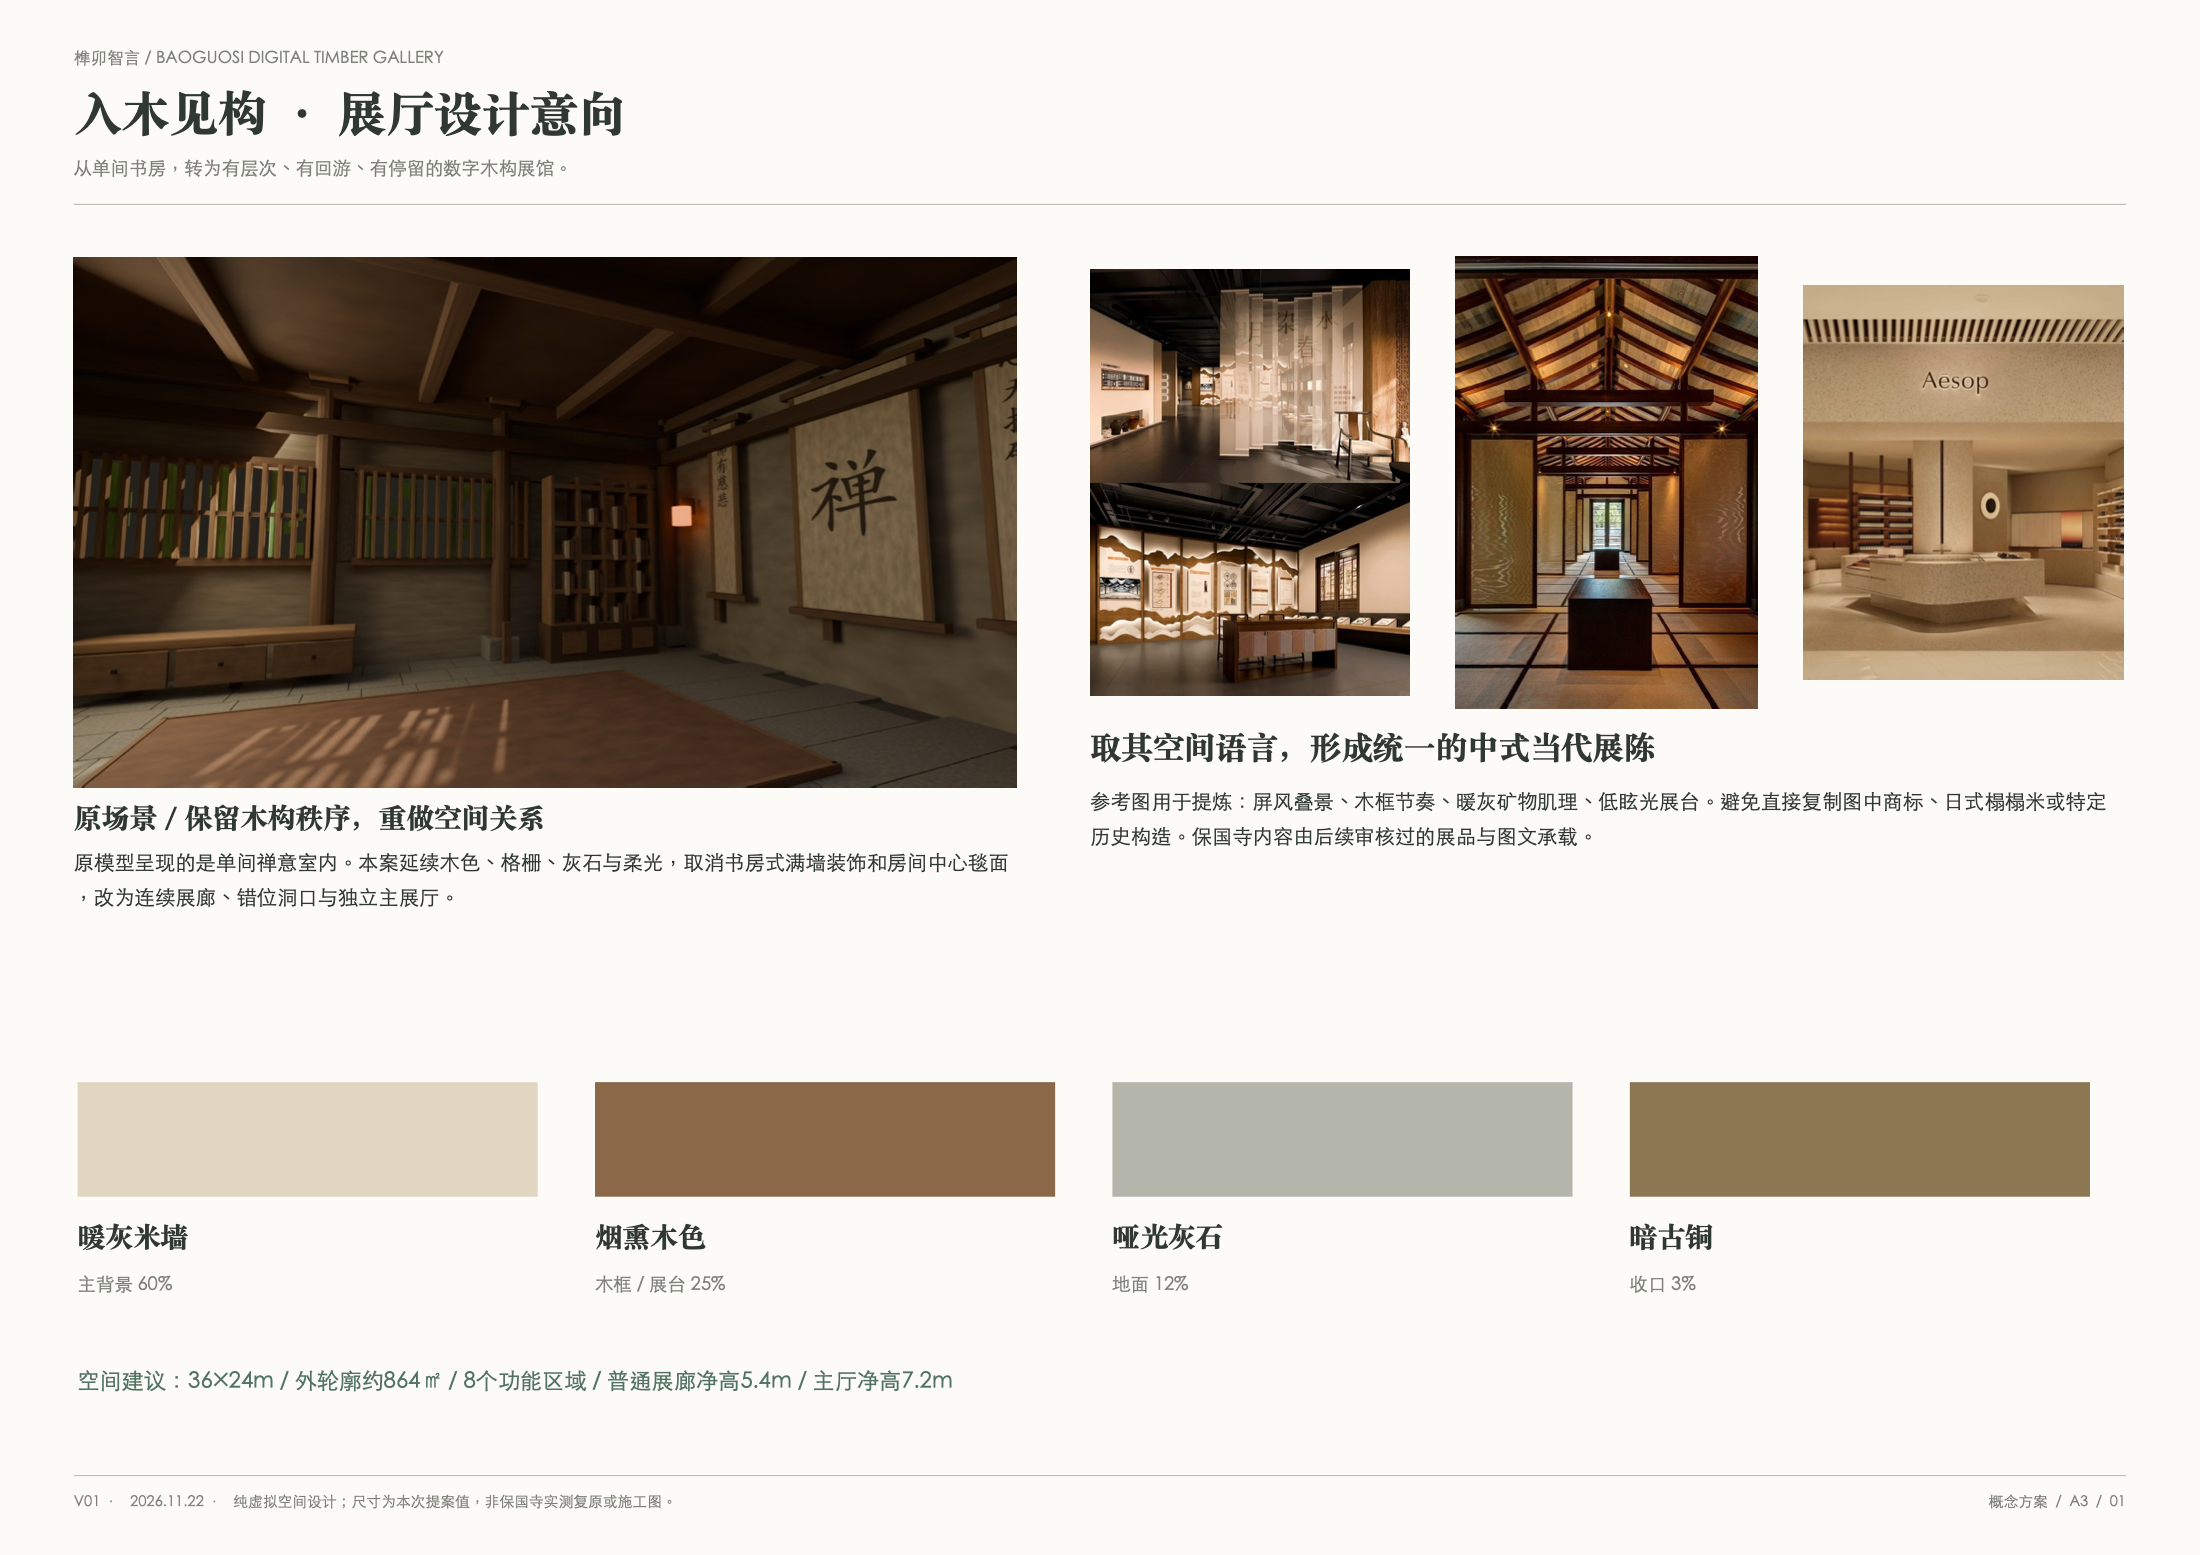 榫卯智言 / BAOGUOSI DIGITAL TIMBER GALLERY
入木见构 · 展厅设计意向
从单间书房，转为有层次、有回游、有停留的数字木构展馆。
禅
Aesop
原场景 / 保留木构秩序，重做空间关系
原模型呈现的是单间禅意室内。本案延续木色、格栅、灰石与柔光，取消书房式满墙装饰和房间中心毯面
，改为连续展廊、错位洞口与独立主展厅。
取其空间语言，形成统一的中式当代展陈
参考图用于提炼：屏风叠景、木框节奏、暖灰矿物肌理、低眩光展台。避免直接复制图中商标、日式榻榻米或特定
历史构造。保国寺内容由后续审核过的展品与图文承载。
暖灰米墙
主背景 60%
烟熏木色
木框 / 展台 25%
哑光灰石
地面 12%
暗古铜
收口 3%
空间建议：36×24m / 外轮廓约864㎡ / 8个功能区域 / 普通展廊净高5.4m / 主厅净高7.2m
V01 · 2026.11.22 · 纯虚拟空间设计；尺寸为本次提案值，非保国寺实测复原或施工图。
概念方案 / A3 / 01